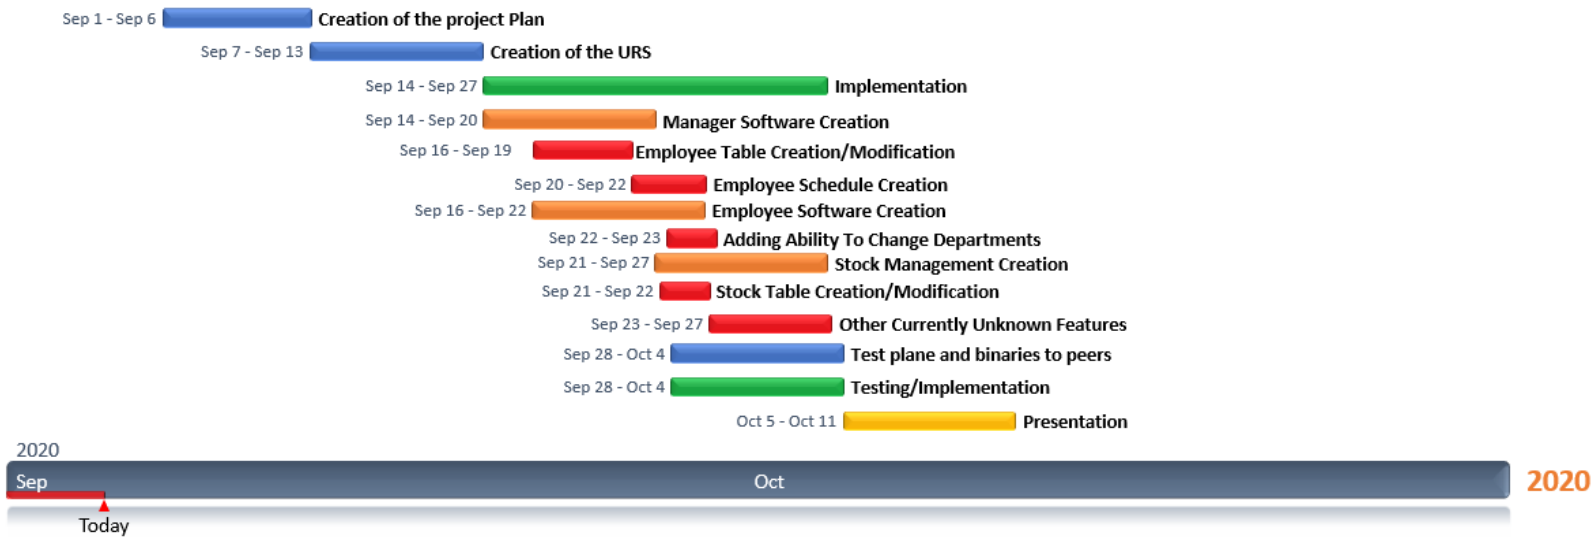 Sep 1 - Sep 6 Creation of the project Plan
Sep 7 - Sep 13 Creation of the URS
Sep 14 - Sep 27 Implementation
Sep 14 - Sep 20 Manager Software Creation
Sep 16 - Sep 19 Employee Table Creation/Modification
Sep 20 - Sep 22 Employee Schedule Creation
Sep 16 - Sep 22 Employee Software Creation
Sep 22 - Sep 23 Adding Ability To Change Departments
Sep 21 - Sep 27 Stock Management Creation
Sep 21 - Sep 22 Stock Table Creation/Modification
Sep 23 - Sep 27 Other Currently Unknown Features
Sep 28 - Oct 4 Test plane and binaries to peers
Sep 28 - Oct 4 Testing/Implementation
Oct 5 - Oct 11 Presentation
2020
Sep Oct 2020
Today